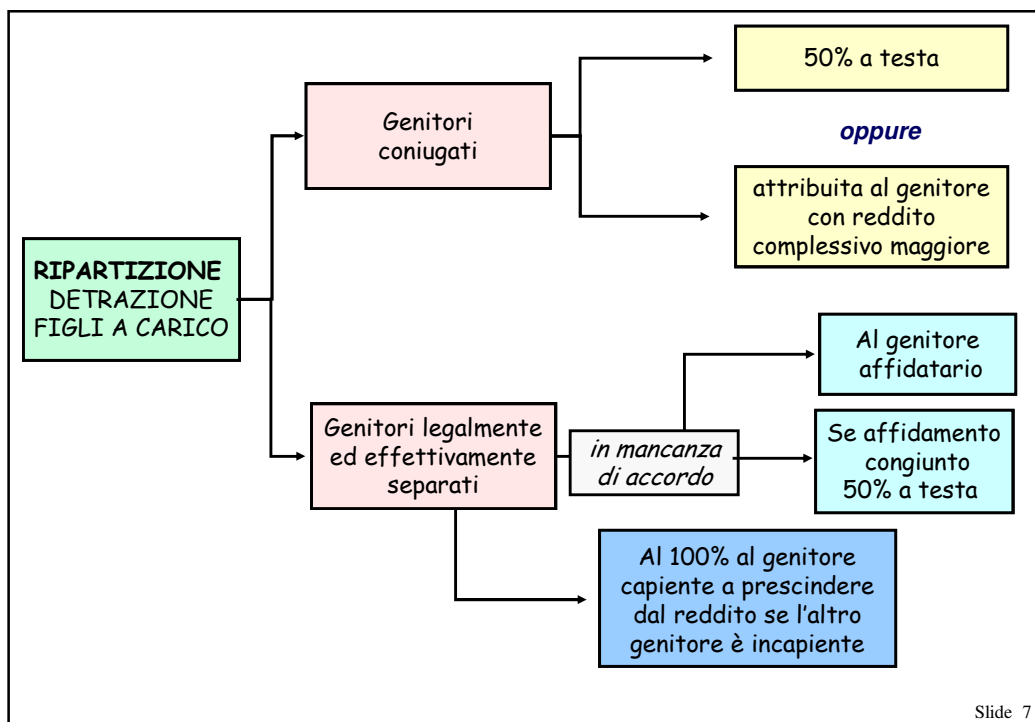 RIPARTIZIONE
DETRAZIONE
FIGLI A CARICO
Genitori
coniugati
50% a testa
oppure
attribuita al genitore
con reddito
complessivo maggiore
Genitori legalmente
ed effettivamente
separati
in mancanza
di accordo
Al genitore
affidatario
Se affidamento
congiunto
50% a testa
Al 100% al genitore
capiente a prescindere
dal reddito se l'altro
genitore è incapiente
Slide 7